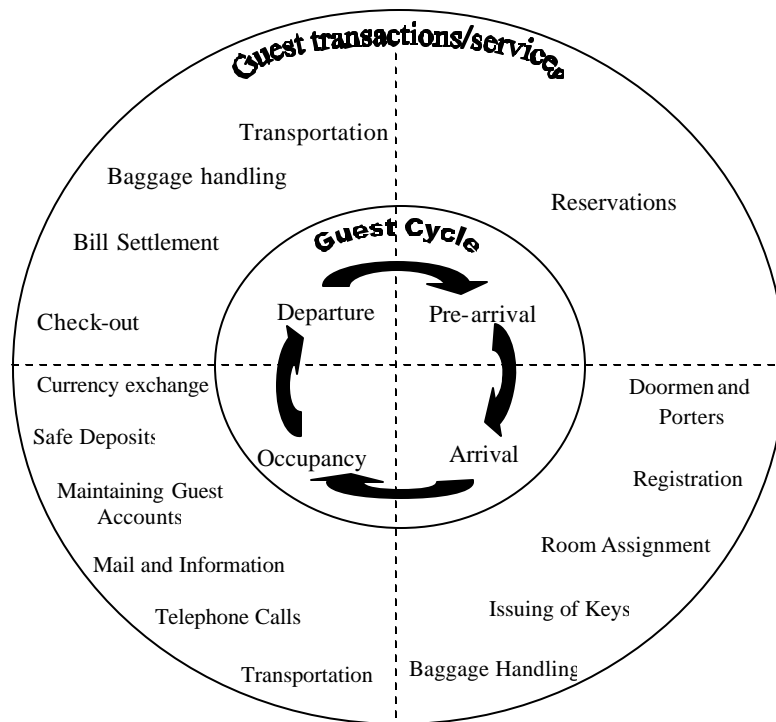 Guest transactions/services
Transportation
Baggage handling
Reservations
Bill Settlement
Guest Cycle
Departure
Pre-arrival
Check-out
Currency exchange
Doormen and
Porters
Safe Deposits
Occupancy
Arrival
Registration
Maintaining Guest
Accounts
Room Assignment
Mail and Information
Issuing of Keys
Telephone Calls
Transportation
Baggage Handling